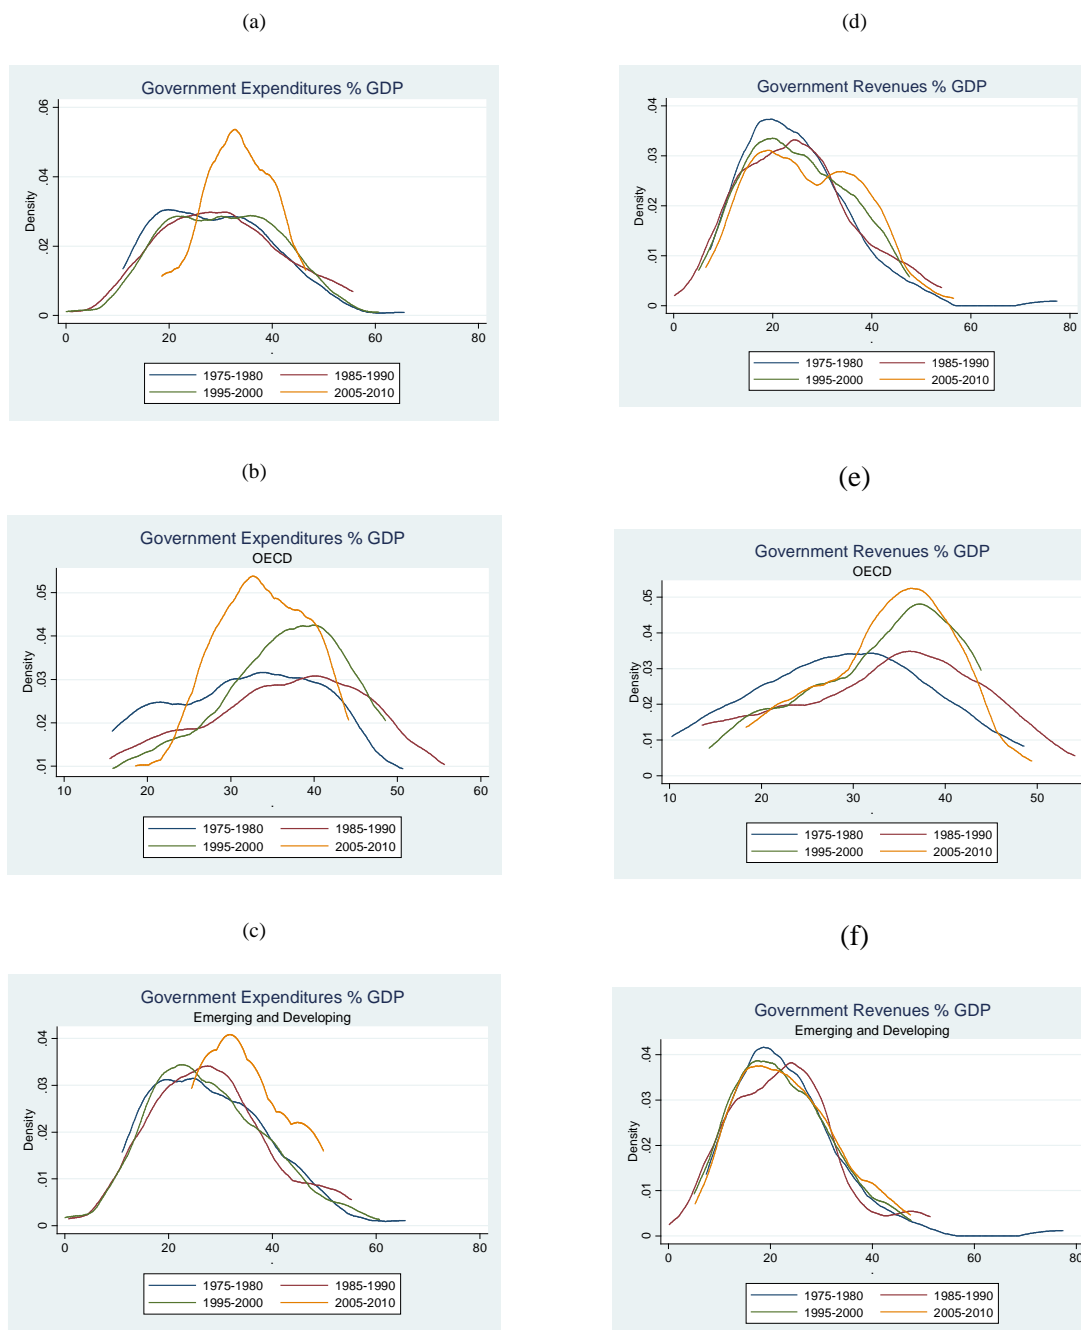 (a)
Government Expenditures % GDP
Density
0 .02 .04 .06
0 20 40 60 80
.
1975-1980 1985-1990
1995-2000 2005-2010
(d)
Government Revenues % GDP
Density
0 .01 .02 .03 .04
0 20 40 60 80
.
1975-1980 1985-1990
1995-2000 2005-2010
(b)
Government Expenditures % GDP
OECD
Density
.01 .02 .03 .04 .05
10 20 30 40 50 60
.
1975-1980 1985-1990
1995-2000 2005-2010
(e)
Government Revenues % GDP
OECD
Density
0 .01 .02 .03 .04 .05
10 20 30 40 50
.
1975-1980 1985-1990
1995-2000 2005-2010
(c)
Government Expenditures % GDP
Emerging and Developing
Density
0 .01 .02 .03 .04
0 20 40 60 80
.
1975-1980 1985-1990
1995-2000 2005-2010
(f)
Government Revenues % GDP
Emerging and Developing
Density
0 .01 .02 .03 .04
0 20 40 60 80
.
1975-1980 1985-1990
1995-2000 2005-2010